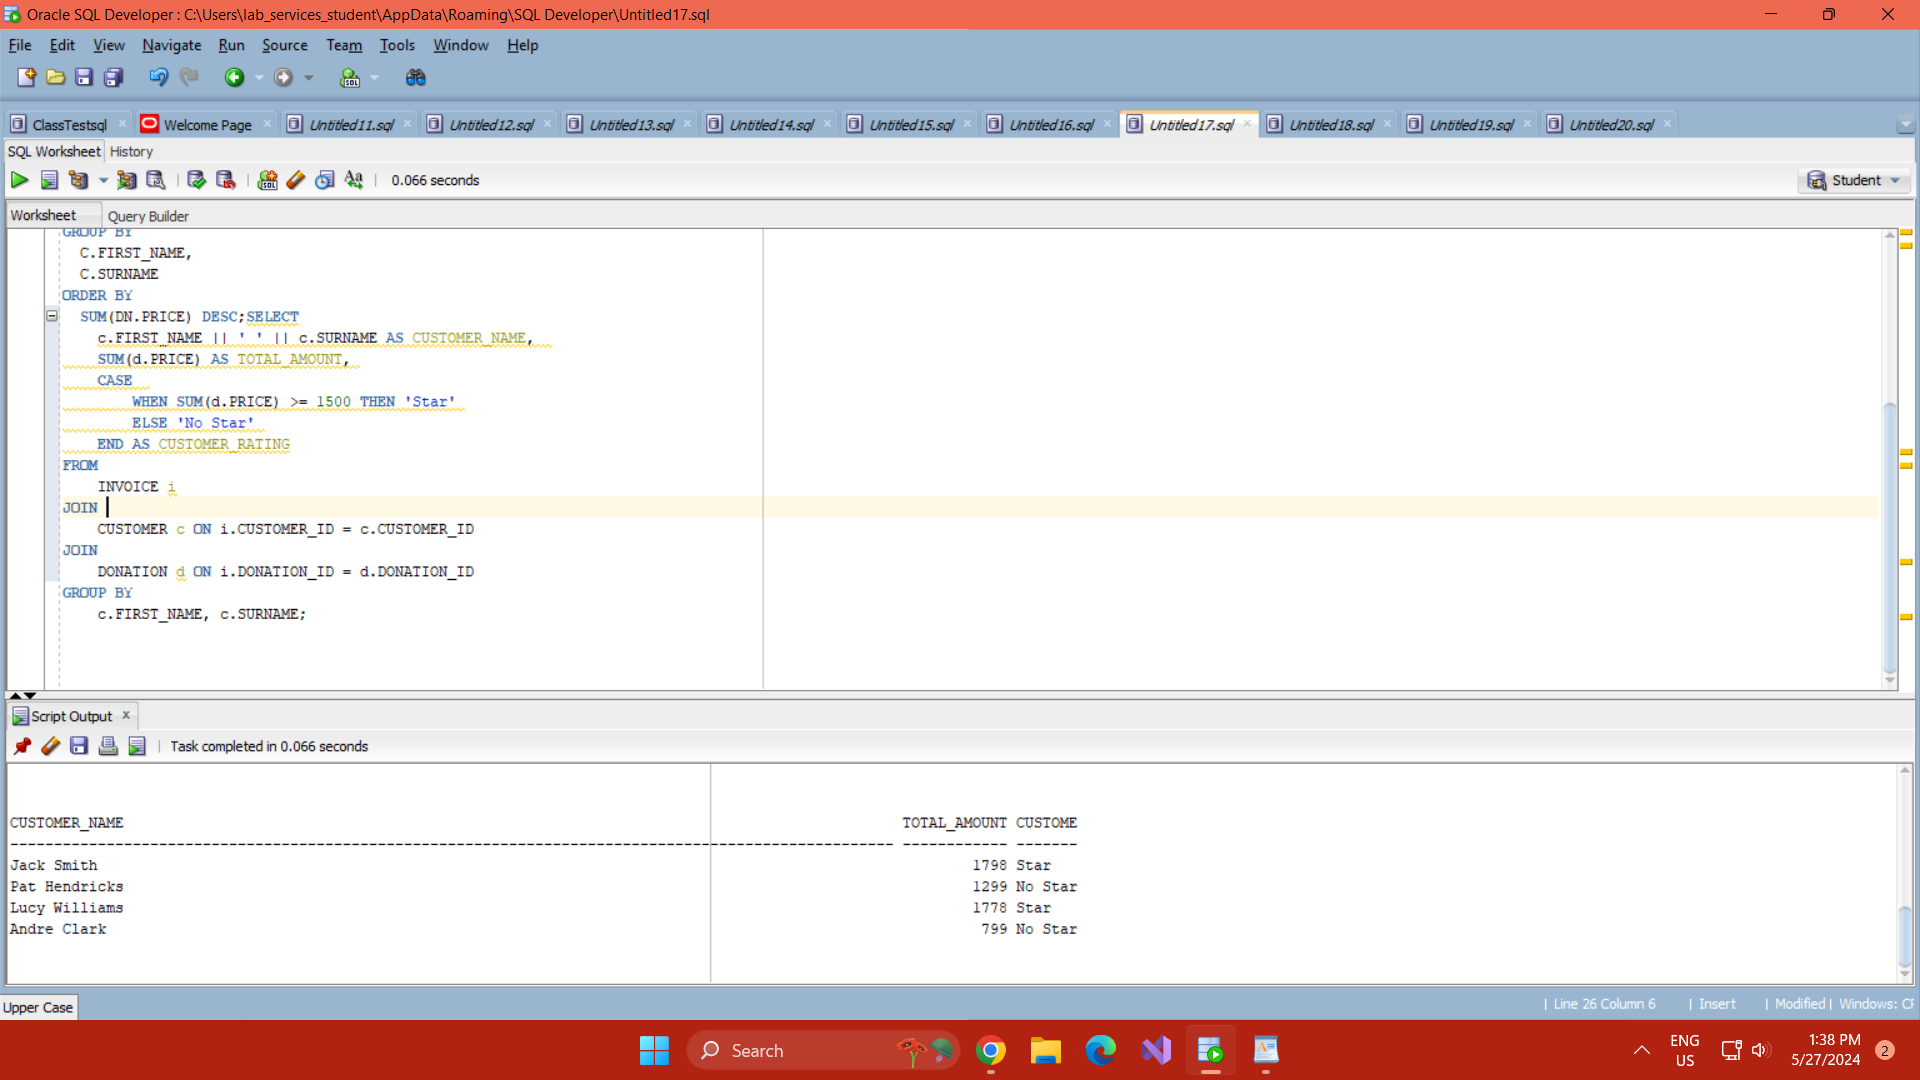 Oracle SQL Developer : C:\Users\lab_services_student\AppData\Roaming\SQL Developer\Untitled17.sql
File Edit View Navigate Run Source Team Tools Window Help
ClassTestsql Welcome Page Untitled11.sql Untitled12.sql Untitled13.sql Untitled14.sql Untitled15.sql Untitled16.sql Untitled17.sql Untitled18.sql Untitled19.sql Untitled20.sql
SQL Worksheet History
0.066 seconds Student
Worksheet Query Builder
GROUP BY
C.FIRST_NAME,
C.SURNAME
ORDER BY
SUM(DN.PRICE) DESC;SELECT
c.FIRST_NAME || ' ' || c.SURNAME AS CUSTOMER_NAME,
SUM(d.PRICE) AS TOTAL_AMOUNT,
CASE
WHEN SUM(d.PRICE) >= 1500 THEN 'Star'
ELSE 'No Star'
END AS CUSTOMER_RATING
FROM
INVOICE i
JOIN
CUSTOMER c ON i.CUSTOMER_ID = c.CUSTOMER_ID
JOIN
DONATION d ON i.DONATION_ID = d.DONATION_ID
GROUP BY
c.FIRST_NAME, c.SURNAME;
Script Output x
Task completed in 0.066 seconds
CUSTOMER_NAME TOTAL_AMOUNT CUSTOME
Jack Smith 1798 Star
Pat Hendricks 1299 No Star
Lucy Williams 1778 Star
Andre Clark 799 No Star
Upper Case | Line 26 Column 6 | Insert | Modified | Windows: CF
Search ENG 1:38 PM
US 5/27/2024 2